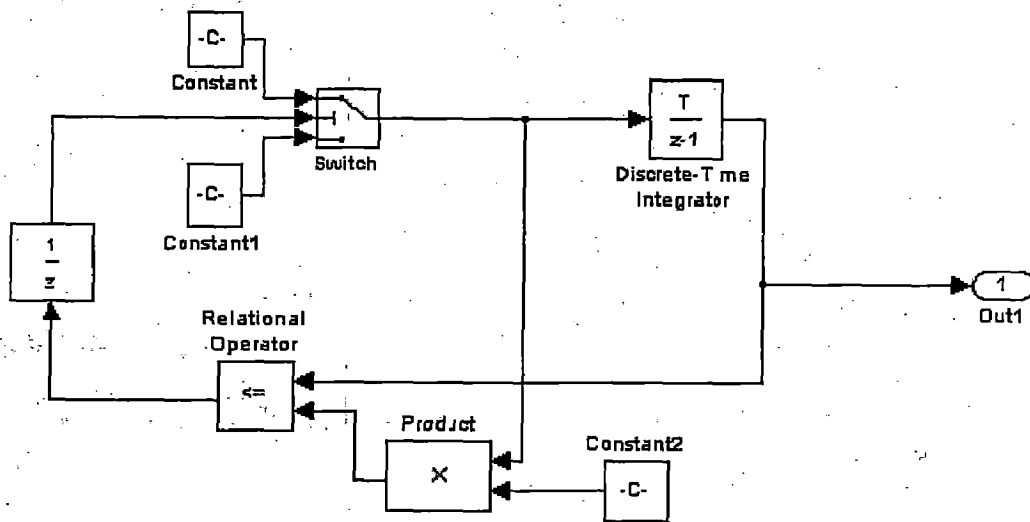 -C-
Constant
Switch
-C-
Constant1
T
z-1
Discrete-T me
Integrator
1
z
1
Out1
Relational
Operator
<=
Product
X
Constant2
-C-